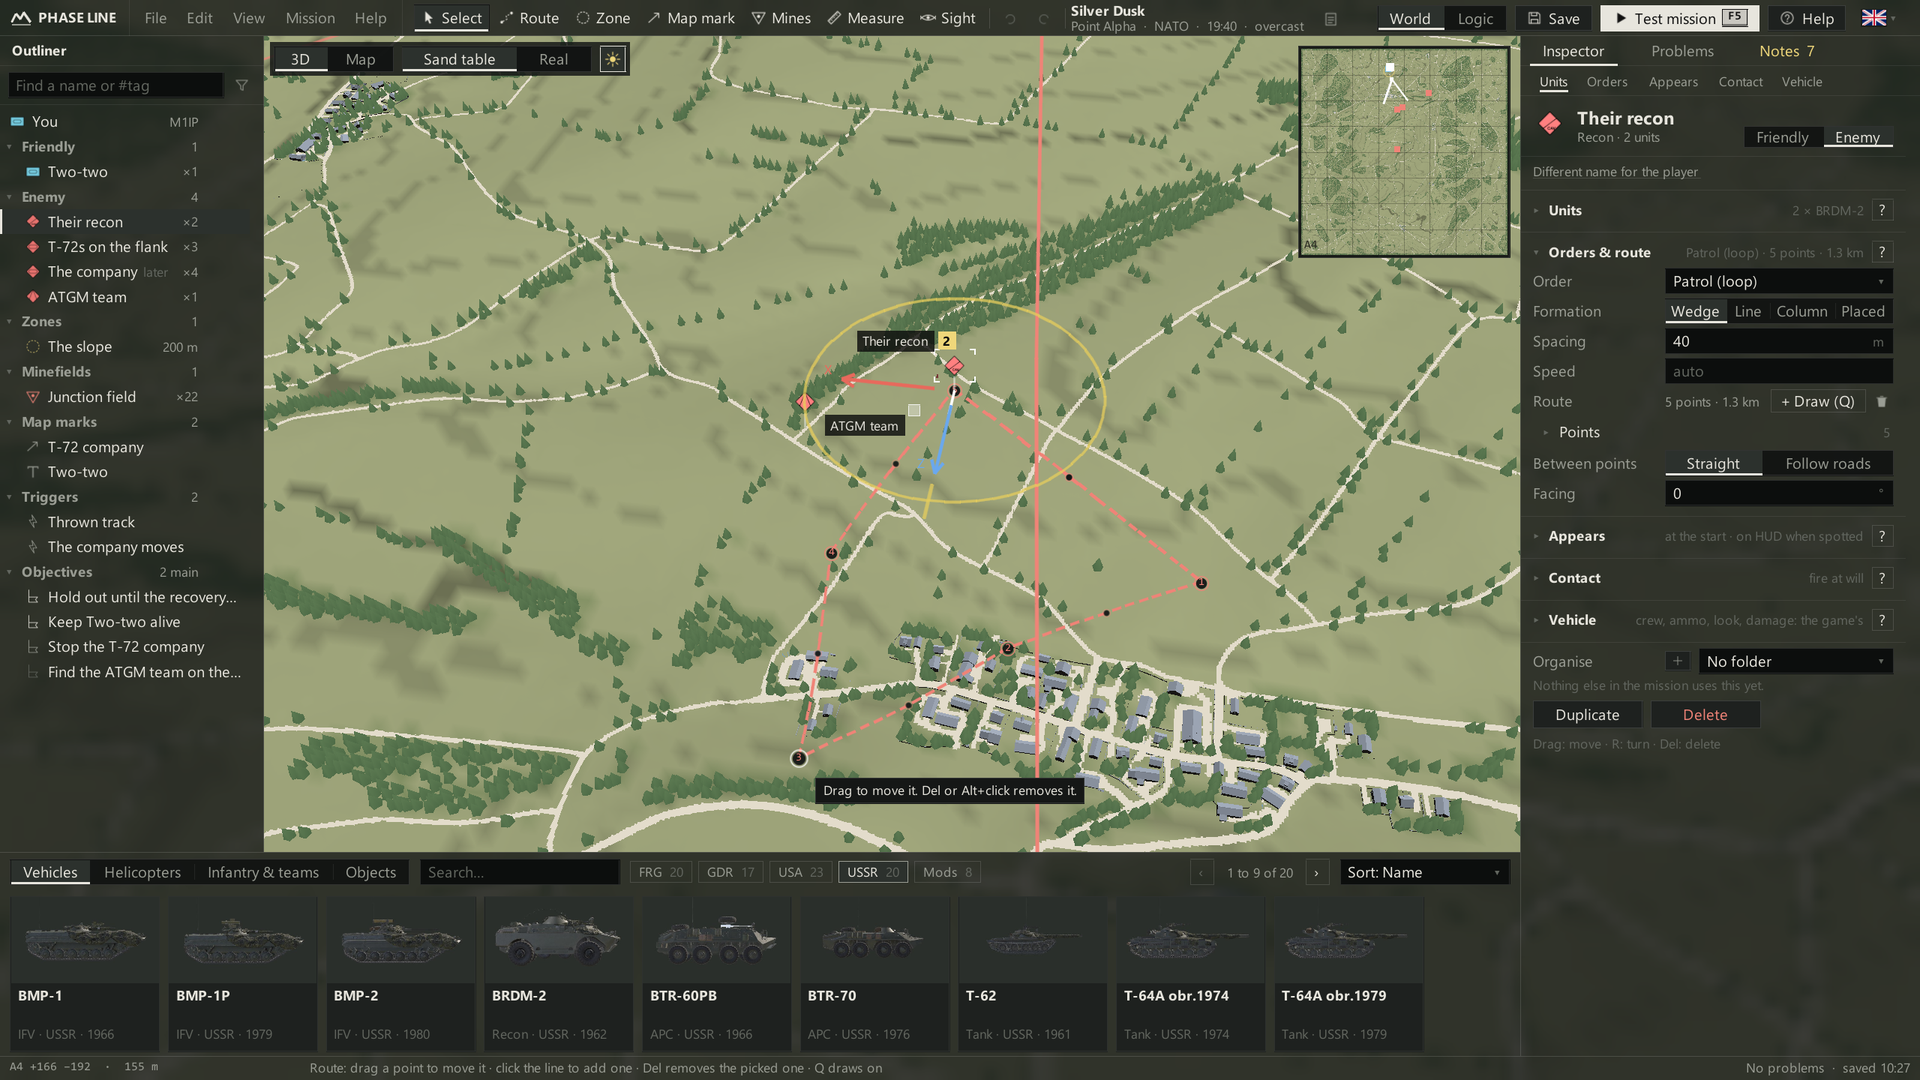 PHASE LINE
File
Edit
View
Mission
Help
Select
Route
Zone
Map mark
Mines
Measure
Sight
Silver Dusk
Point Alpha · NATO · 19:40 · overcast
World
Logic
Save
Test mission F5
Help
Outliner
Find a name or #tag
You M1IP
Friendly 1
Two-two ×1
Enemy 4
Their recon ×2
T-72s on the flank ×3
The company later ×4
ATGM team ×1
Zones 1
The slope 200 m
Minefields 1
Junction field ×22
Map marks 2
T-72 company
Two-two
Triggers 2
Thrown track
The company moves
Objectives 2 main
Hold out until the recovery...
Keep Two-two alive
Stop the T-72 company
Find the ATGM team on the...
3D
Map
Sand table
Real
A4
Their recon 2
ATGM team
4
1
2
3
Drag to move it. Del or Alt+click removes it.
Inspector
Problems
Notes 7
Units
Orders
Appears
Contact
Vehicle
Their recon
Recon · 2 units
Friendly
Enemy
Different name for the player
Units 2 × BRDM-2 ?
Orders & route Patrol (loop) · 5 points · 1.3 km ?
Order Patrol (loop)
Formation Wedge Line Column Placed
Spacing 40 m
Speed auto
Route 5 points · 1.3 km + Draw (Q)
Points 5
Between points Straight Follow roads
Facing 0 °
Appears at the start · on HUD when spotted ?
Contact fire at will ?
Vehicle crew, ammo, look, damage: the game's ?
Organise + No folder
Nothing else in the mission uses this yet.
Duplicate
Delete
Drag: move · R: turn · Del: delete
Vehicles
Helicopters
Infantry & teams
Objects
Search...
FRG 20
GDR 17
USA 23
USSR 20
Mods 8
‹ 1 to 9 of 20 ›
Sort: Name
BMP-1
IFV · USSR · 1966
BMP-1P
IFV · USSR · 1979
BMP-2
IFV · USSR · 1980
BRDM-2
Recon · USSR · 1962
BTR-60PB
APC · USSR · 1966
BTR-70
APC · USSR · 1976
T-62
Tank · USSR · 1961
T-64A obr.1974
Tank · USSR · 1974
T-64A obr.1979
Tank · USSR · 1979
A4 +166 −192 · 155 m
Route: drag a point to move it · click the line to add one · Del removes the picked one · Q draws on
No problems · saved 10:27